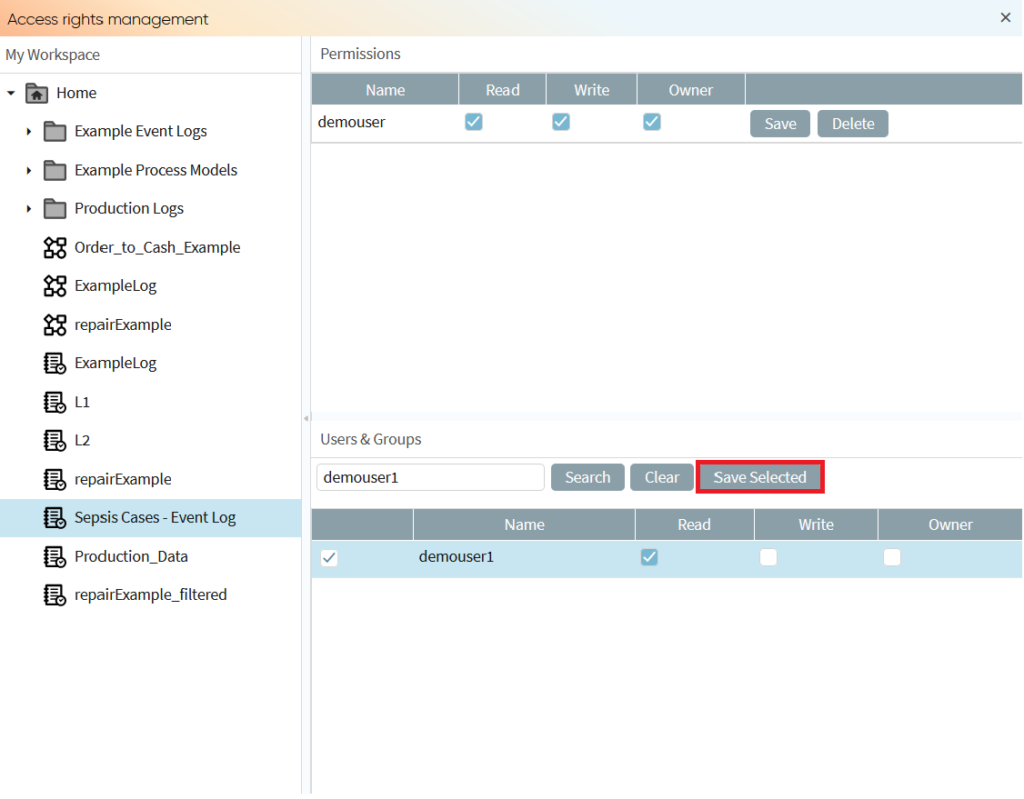 Access rights management
My Workspace
Home
Example Event Logs
Example Process Models
Production Logs
Order_to_Cash_Example
ExampleLog
repairExample
ExampleLog
L1
L2
repairExample
Sepsis Cases - Event Log
Production_Data
repairExample_filtered
Permissions
Name Read Write Owner
demouser Save Delete
Users & Groups
demouser1 Search Clear Save Selected
Name Read Write Owner
demouser1